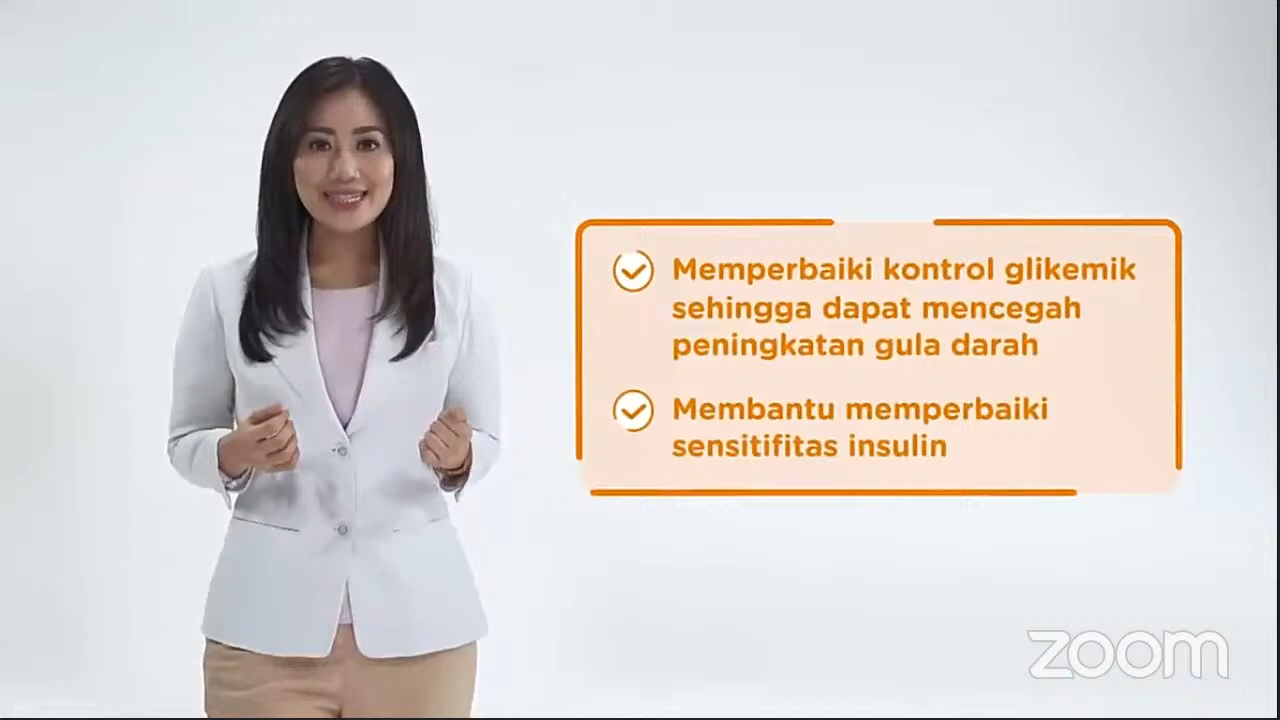 Memperbaiki kontrol glikemik
sehingga dapat mencegah
peningkatan gula darah
Membantu memperbaiki
sensitifitas insulin
zoom